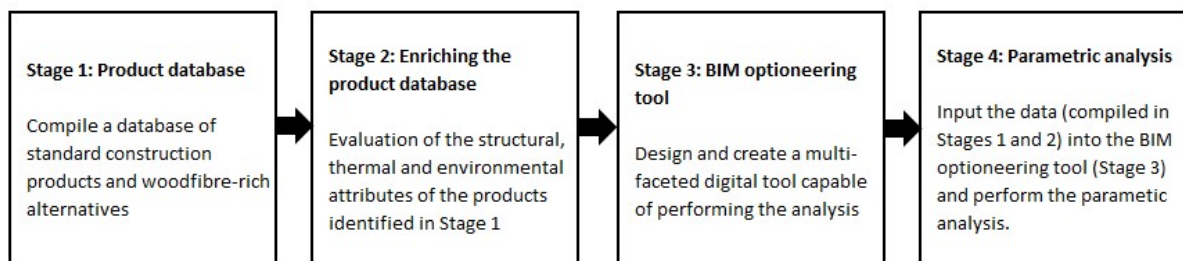 Stage 1: Product database
Compile a database of
standard construction
products and woodfibre-rich
alternatives
Stage 2: Enriching the
product database
Evaluation of the structural,
thermal and environmental
attributes of the products
identified in Stage 1
Stage 3: BIM optioneering
tool
Design and create a multi-
faceted digital tool capable
of performing the analysis
Stage 4: Parametric analysis
Input the data (compiled in
Stages 1 and 2) into the BIM
optioneering tool (Stage 3)
and perform the parametic
analysis.